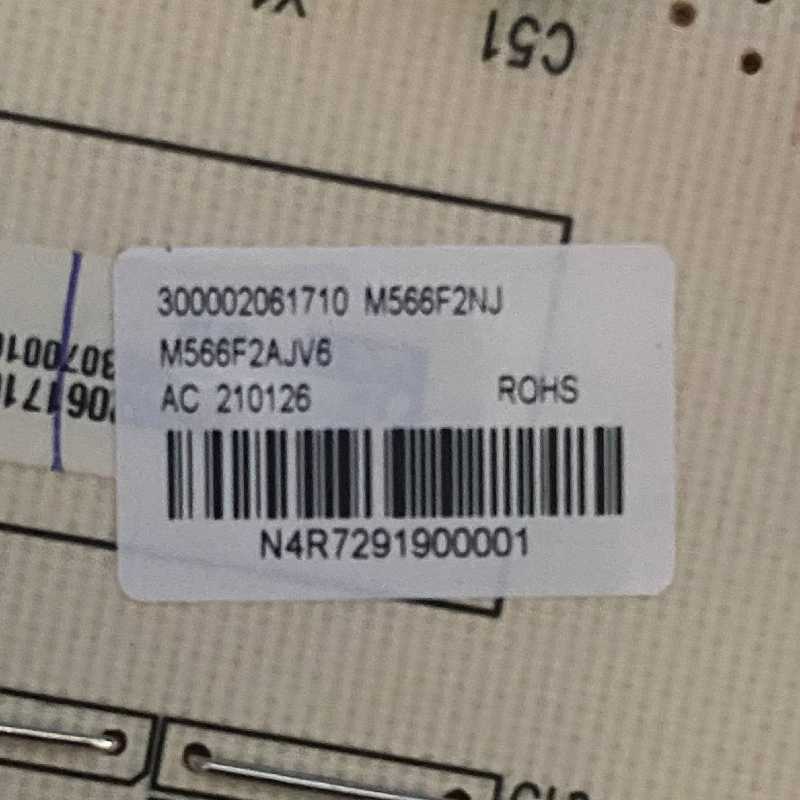 C51
300002061710 M566F2NJ
M566F2AJV6
AC 210126 ROHS
N4R7291900001